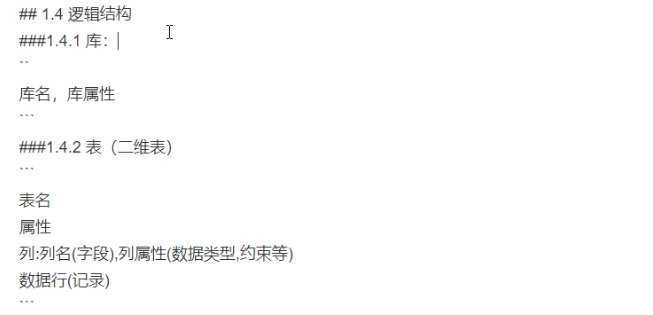 ## 1.4 逻辑结构
###1.4.1 库：
``
库名，库属性
```
###1.4.2 表（二维表）
```
表名
属性
列:列名(字段),列属性(数据类型,约束等)
数据行(记录)
```